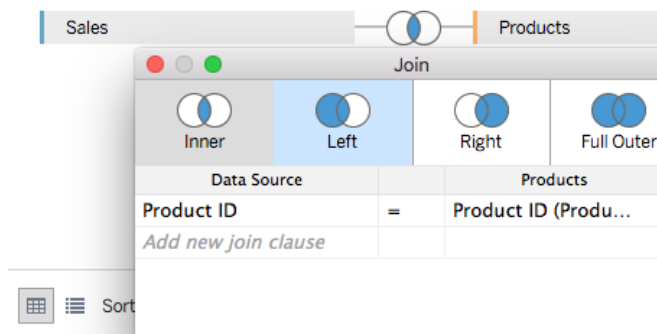 Sales Products
Join
Inner Left Right Full Outer
Data Source Products
Product ID = Product ID (Produ...
Add new join clause
Sort